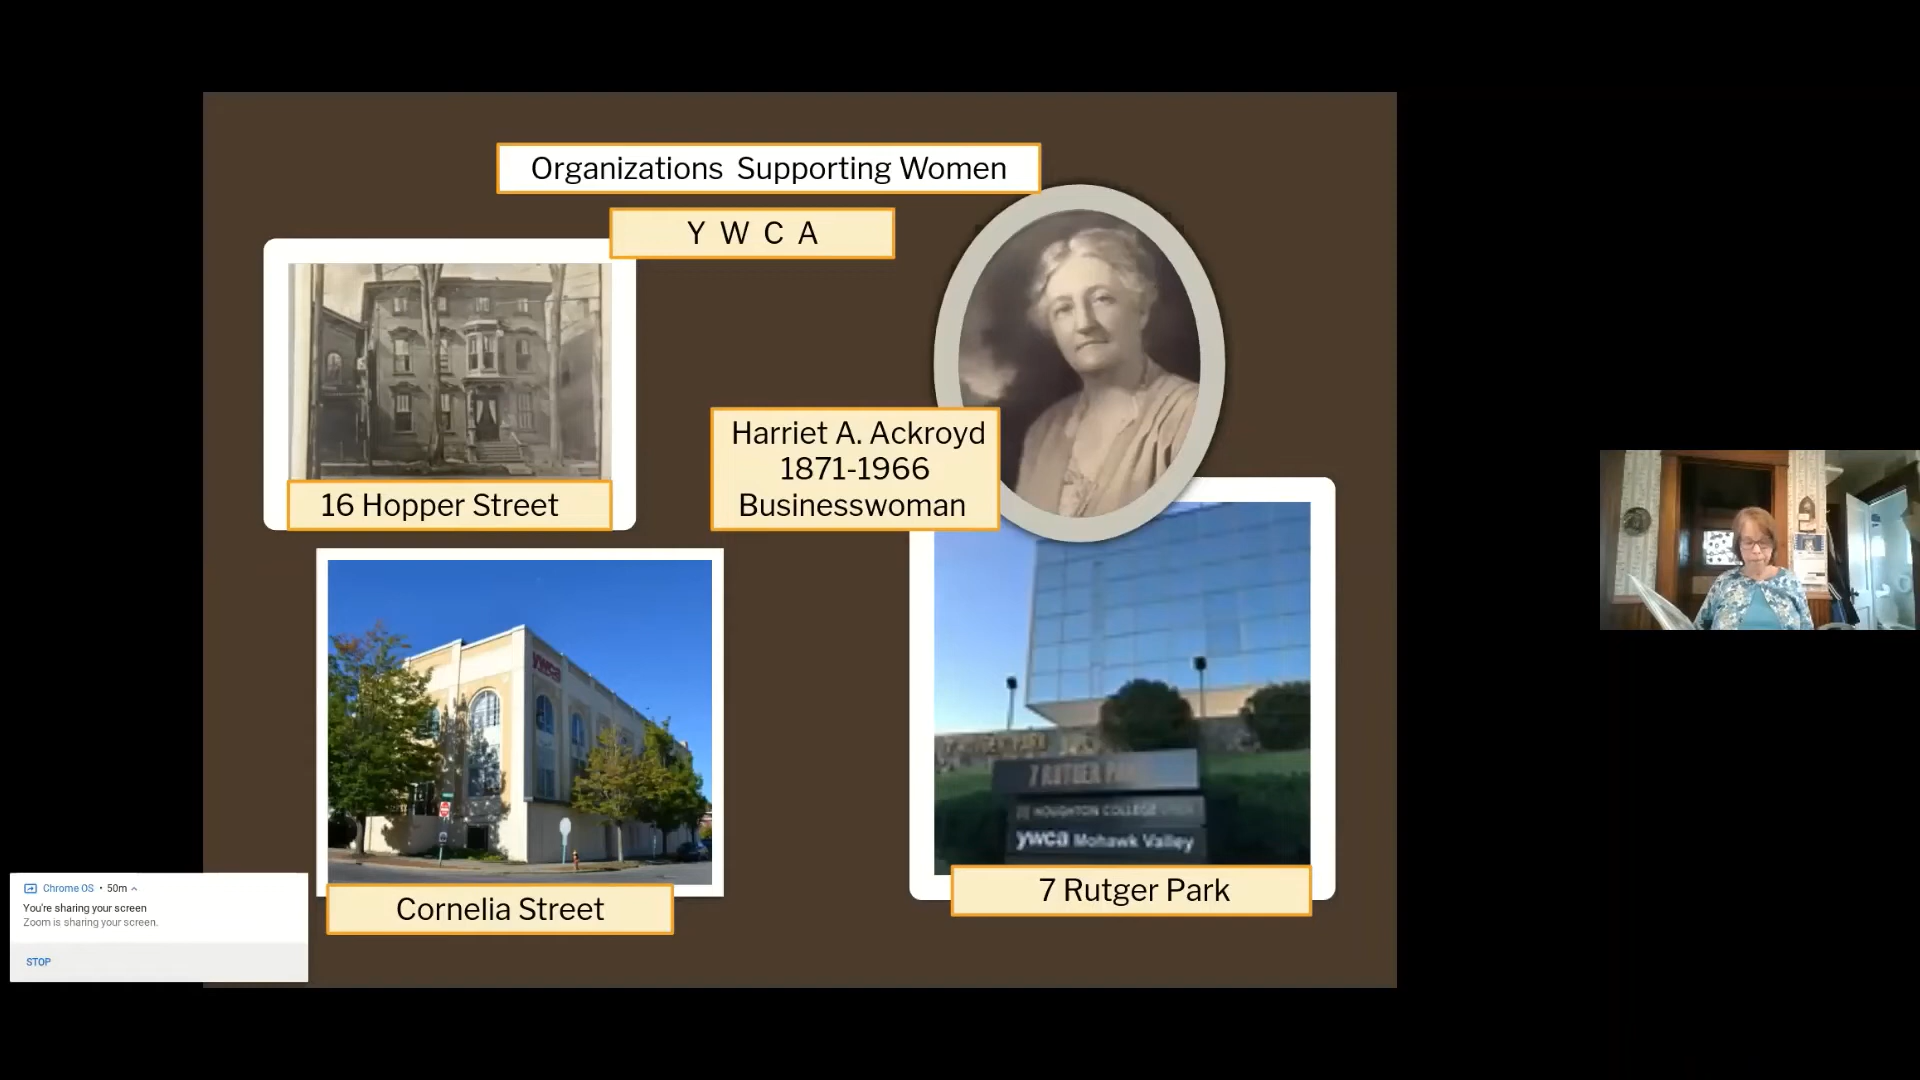 Organizations Supporting Women
Y W C A
16 Hopper Street
Harriet A. Ackroyd
1871-1966
Businesswoman
ywca
Cornelia Street
7 RUTGER PARK
HOUGHTON COLLEGE
ywca Mohawk Valley
7 Rutger Park
Chrome OS • 50m
You're sharing your screen
Zoom is sharing your screen.
STOP